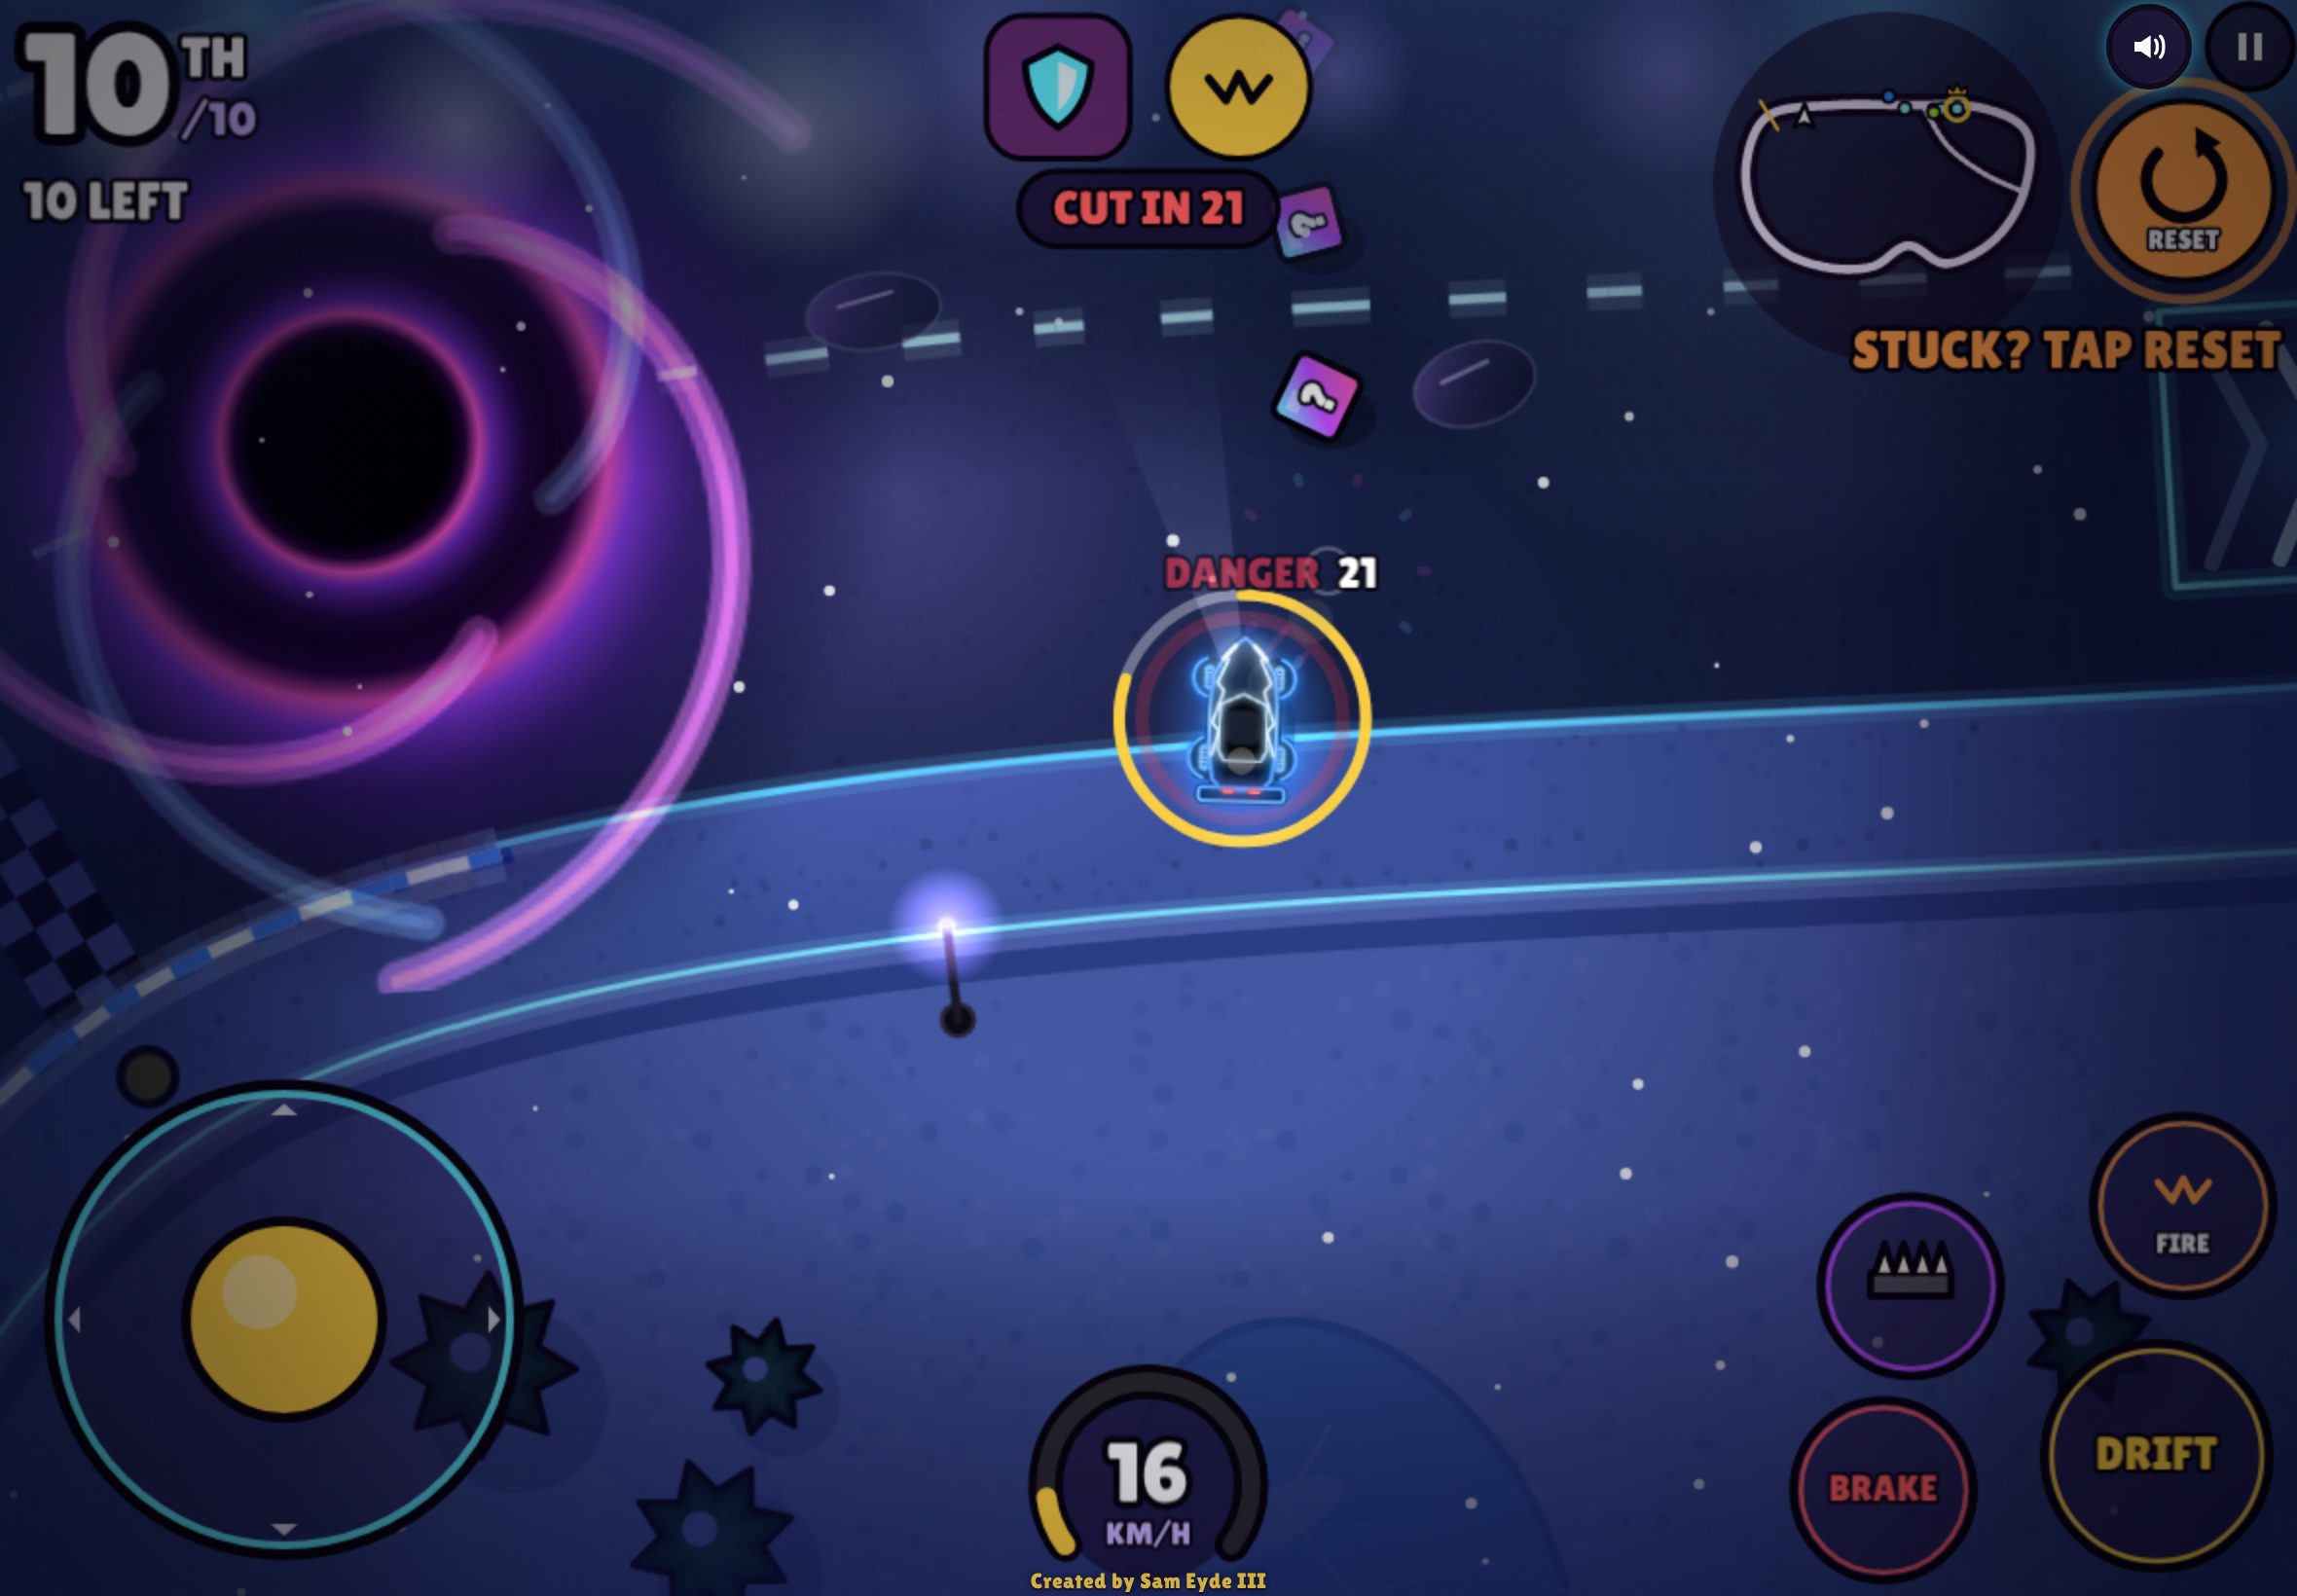 10TH
/10
10 LEFT
CUT IN 21
?
?
RESET
STUCK? TAP RESET
DANGER 21
FIRE
DRIFT
BRAKE
16
KM/H
Created by Sam Eyde III